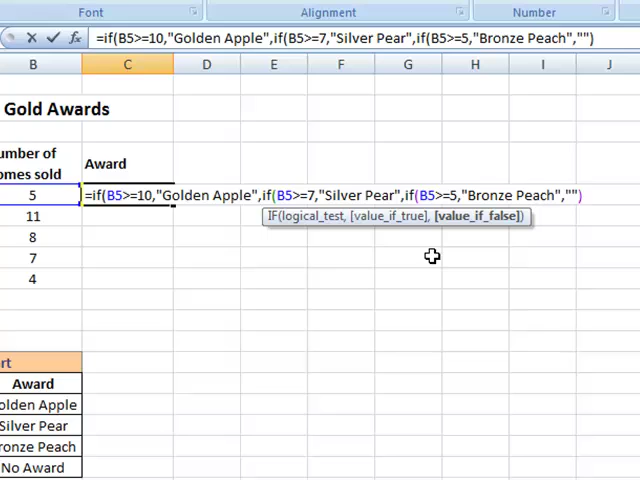 Font Alignment Number
fx =if(B5>=10,"Golden Apple",if(B5>=7,"Silver Pear",if(B5>=5,"Bronze Peach","")
B C D E F G H I J
Gold Awards
umber of
omes sold Award
5 =if(B5>=10,"Golden Apple",if(B5>=7,"Silver Pear",if(B5>=5,"Bronze Peach","")
11 IF(logical_test, [value_if_true], [value_if_false])
8
7
4
rt
Award
olden Apple
Silver Pear
ronze Peach
No Award